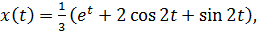 x(t) = 1/3 (e^t + 2 cos 2t + sin 2t),